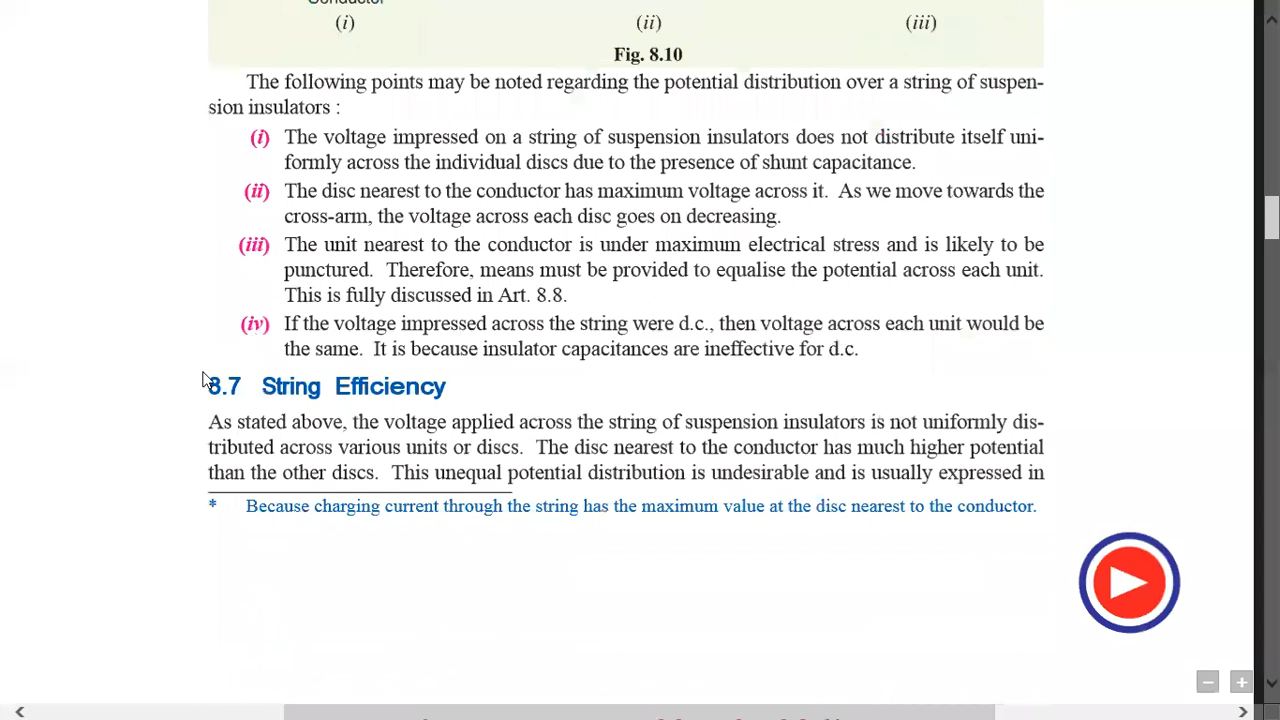 Conductor
(i) (ii) (iii)
Fig. 8.10
The following points may be noted regarding the potential distribution over a string of suspen-
sion insulators :
(i) The voltage impressed on a string of suspension insulators does not distribute itself uni-
formly across the individual discs due to the presence of shunt capacitance.
(ii) The disc nearest to the conductor has maximum voltage across it. As we move towards the
cross-arm, the voltage across each disc goes on decreasing.
(iii) The unit nearest to the conductor is under maximum electrical stress and is likely to be
punctured. Therefore, means must be provided to equalise the potential across each unit.
This is fully discussed in Art. 8.8.
(iv) If the voltage impressed across the string were d.c., then voltage across each unit would be
the same. It is because insulator capacitances are ineffective for d.c.
8.7 String Efficiency
As stated above, the voltage applied across the string of suspension insulators is not uniformly dis-
tributed across various units or discs. The disc nearest to the conductor has much higher potential
than the other discs. This unequal potential distribution is undesirable and is usually expressed in
* Because charging current through the string has the maximum value at the disc nearest to the conductor.